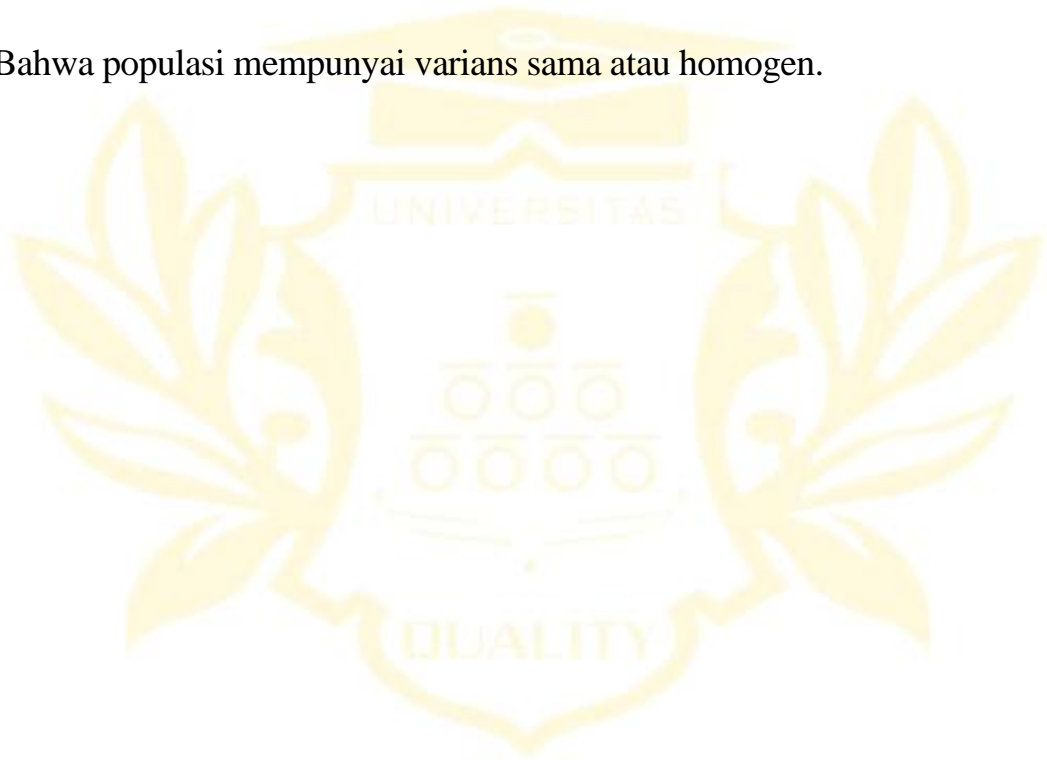 Bahwa populasi mempunyai varians sama atau homogen.
UNIVERSITAS
QUALITY